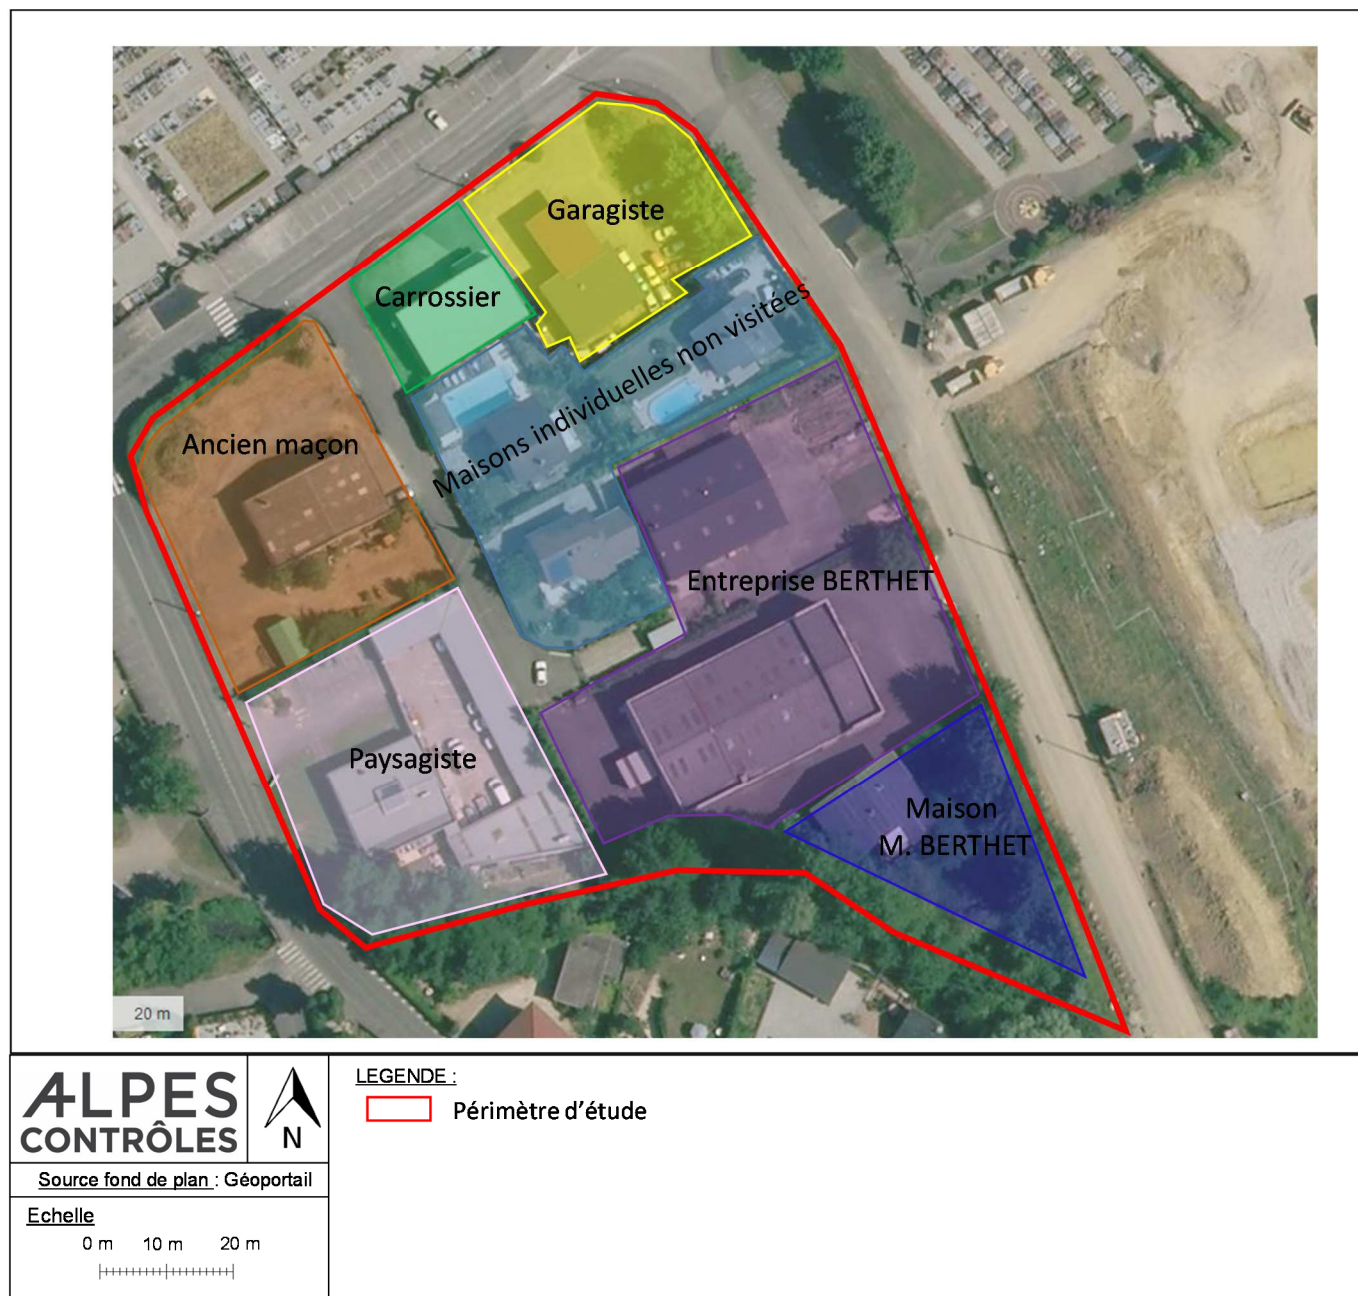 Garagiste
Carrossier
Maisons individuelles non visitées
Ancien maçon
Entreprise BERTHET
Paysagiste
Maison
M. BERTHET
20 m
ALPES
CONTRÔLES
N
LEGENDE :
Périmètre d'étude
Source fond de plan : Géoportail
Echelle
0 m 10 m 20 m